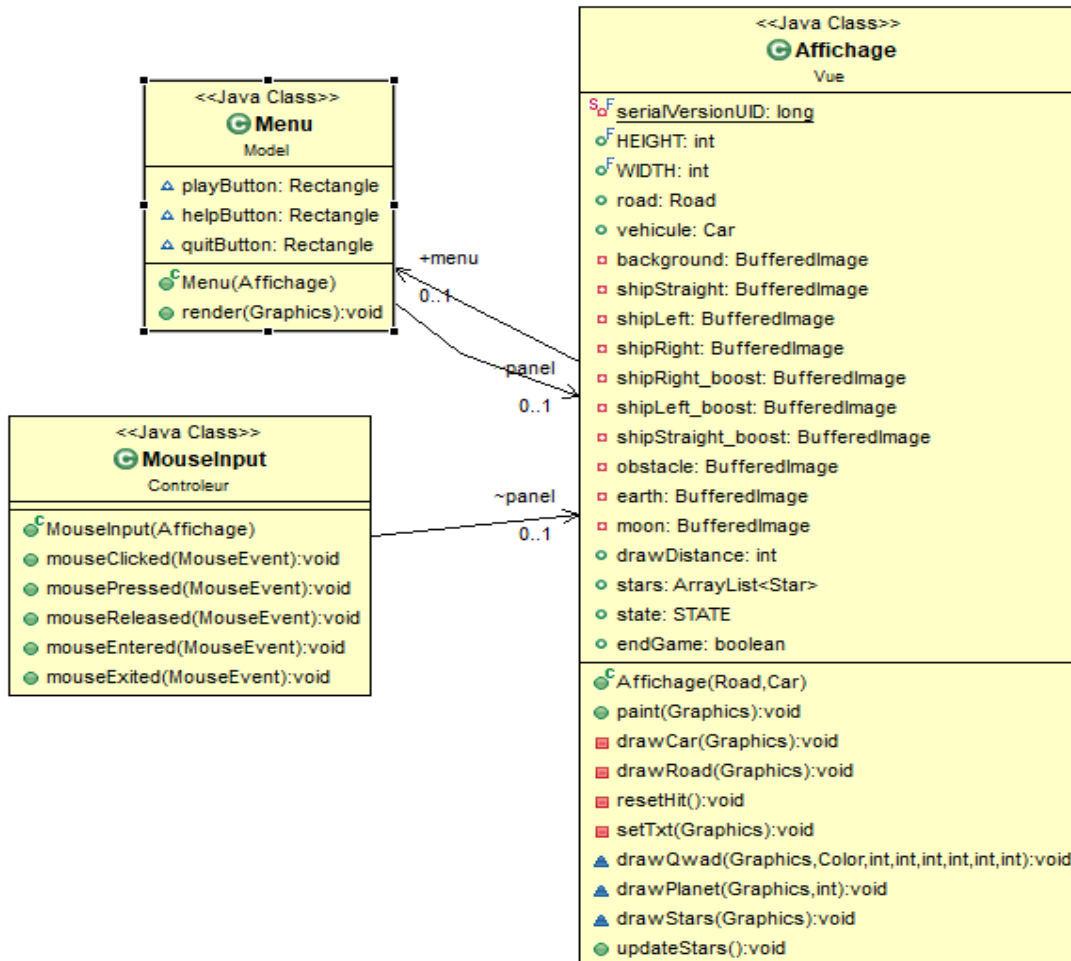 <<Java Class>>
Menu
Model
playButton: Rectangle
helpButton: Rectangle
quitButton: Rectangle
Menu(Affichage)
render(Graphics):void
+menu
0..1
~panel
0..1
<<Java Class>>
MouseInput
Controleur
MouseInput(Affichage)
mouseClicked(MouseEvent):void
mousePressed(MouseEvent):void
mouseReleased(MouseEvent):void
mouseEntered(MouseEvent):void
mouseExited(MouseEvent):void
~panel
0..1
<<Java Class>>
Affichage
Vue
serialVersionUID: long
HEIGHT: int
WIDTH: int
road: Road
vehicule: Car
background: BufferedImage
shipStraight: BufferedImage
shipLeft: BufferedImage
shipRight: BufferedImage
shipRight_boost: BufferedImage
shipLeft_boost: BufferedImage
shipStraight_boost: BufferedImage
obstacle: BufferedImage
earth: BufferedImage
moon: BufferedImage
drawDistance: int
stars: ArrayList<Star>
state: STATE
endGame: boolean
Affichage(Road,Car)
paint(Graphics):void
drawCar(Graphics):void
drawRoad(Graphics):void
resetHit():void
setTxt(Graphics):void
drawQwad(Graphics,Color,int,int,int,int,int,int):void
drawPlanet(Graphics,int):void
drawStars(Graphics):void
updateStars():void